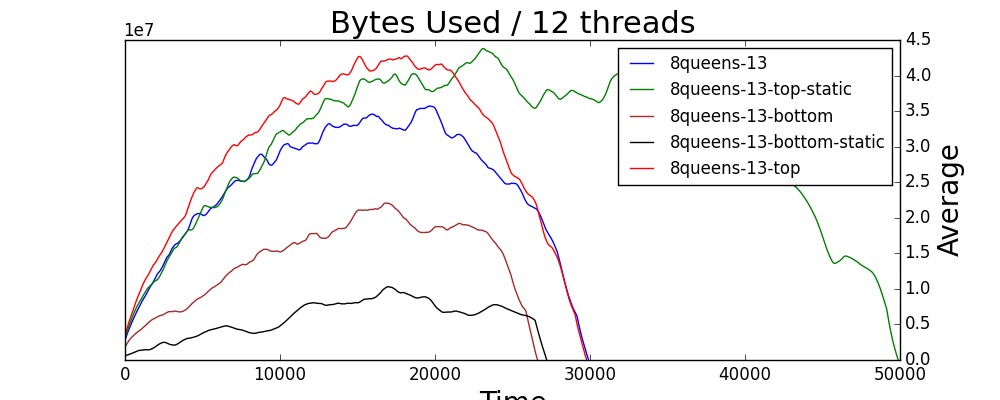 Bytes Used / 12 threads
1e7
4.5
4.0
3.5
3.0
2.5
2.0
1.5
1.0
0.5
0.0
Average
8queens-13
8queens-13-top-static
8queens-13-bottom
8queens-13-bottom-static
8queens-13-top
0 10000 20000 30000 40000 50000
Time